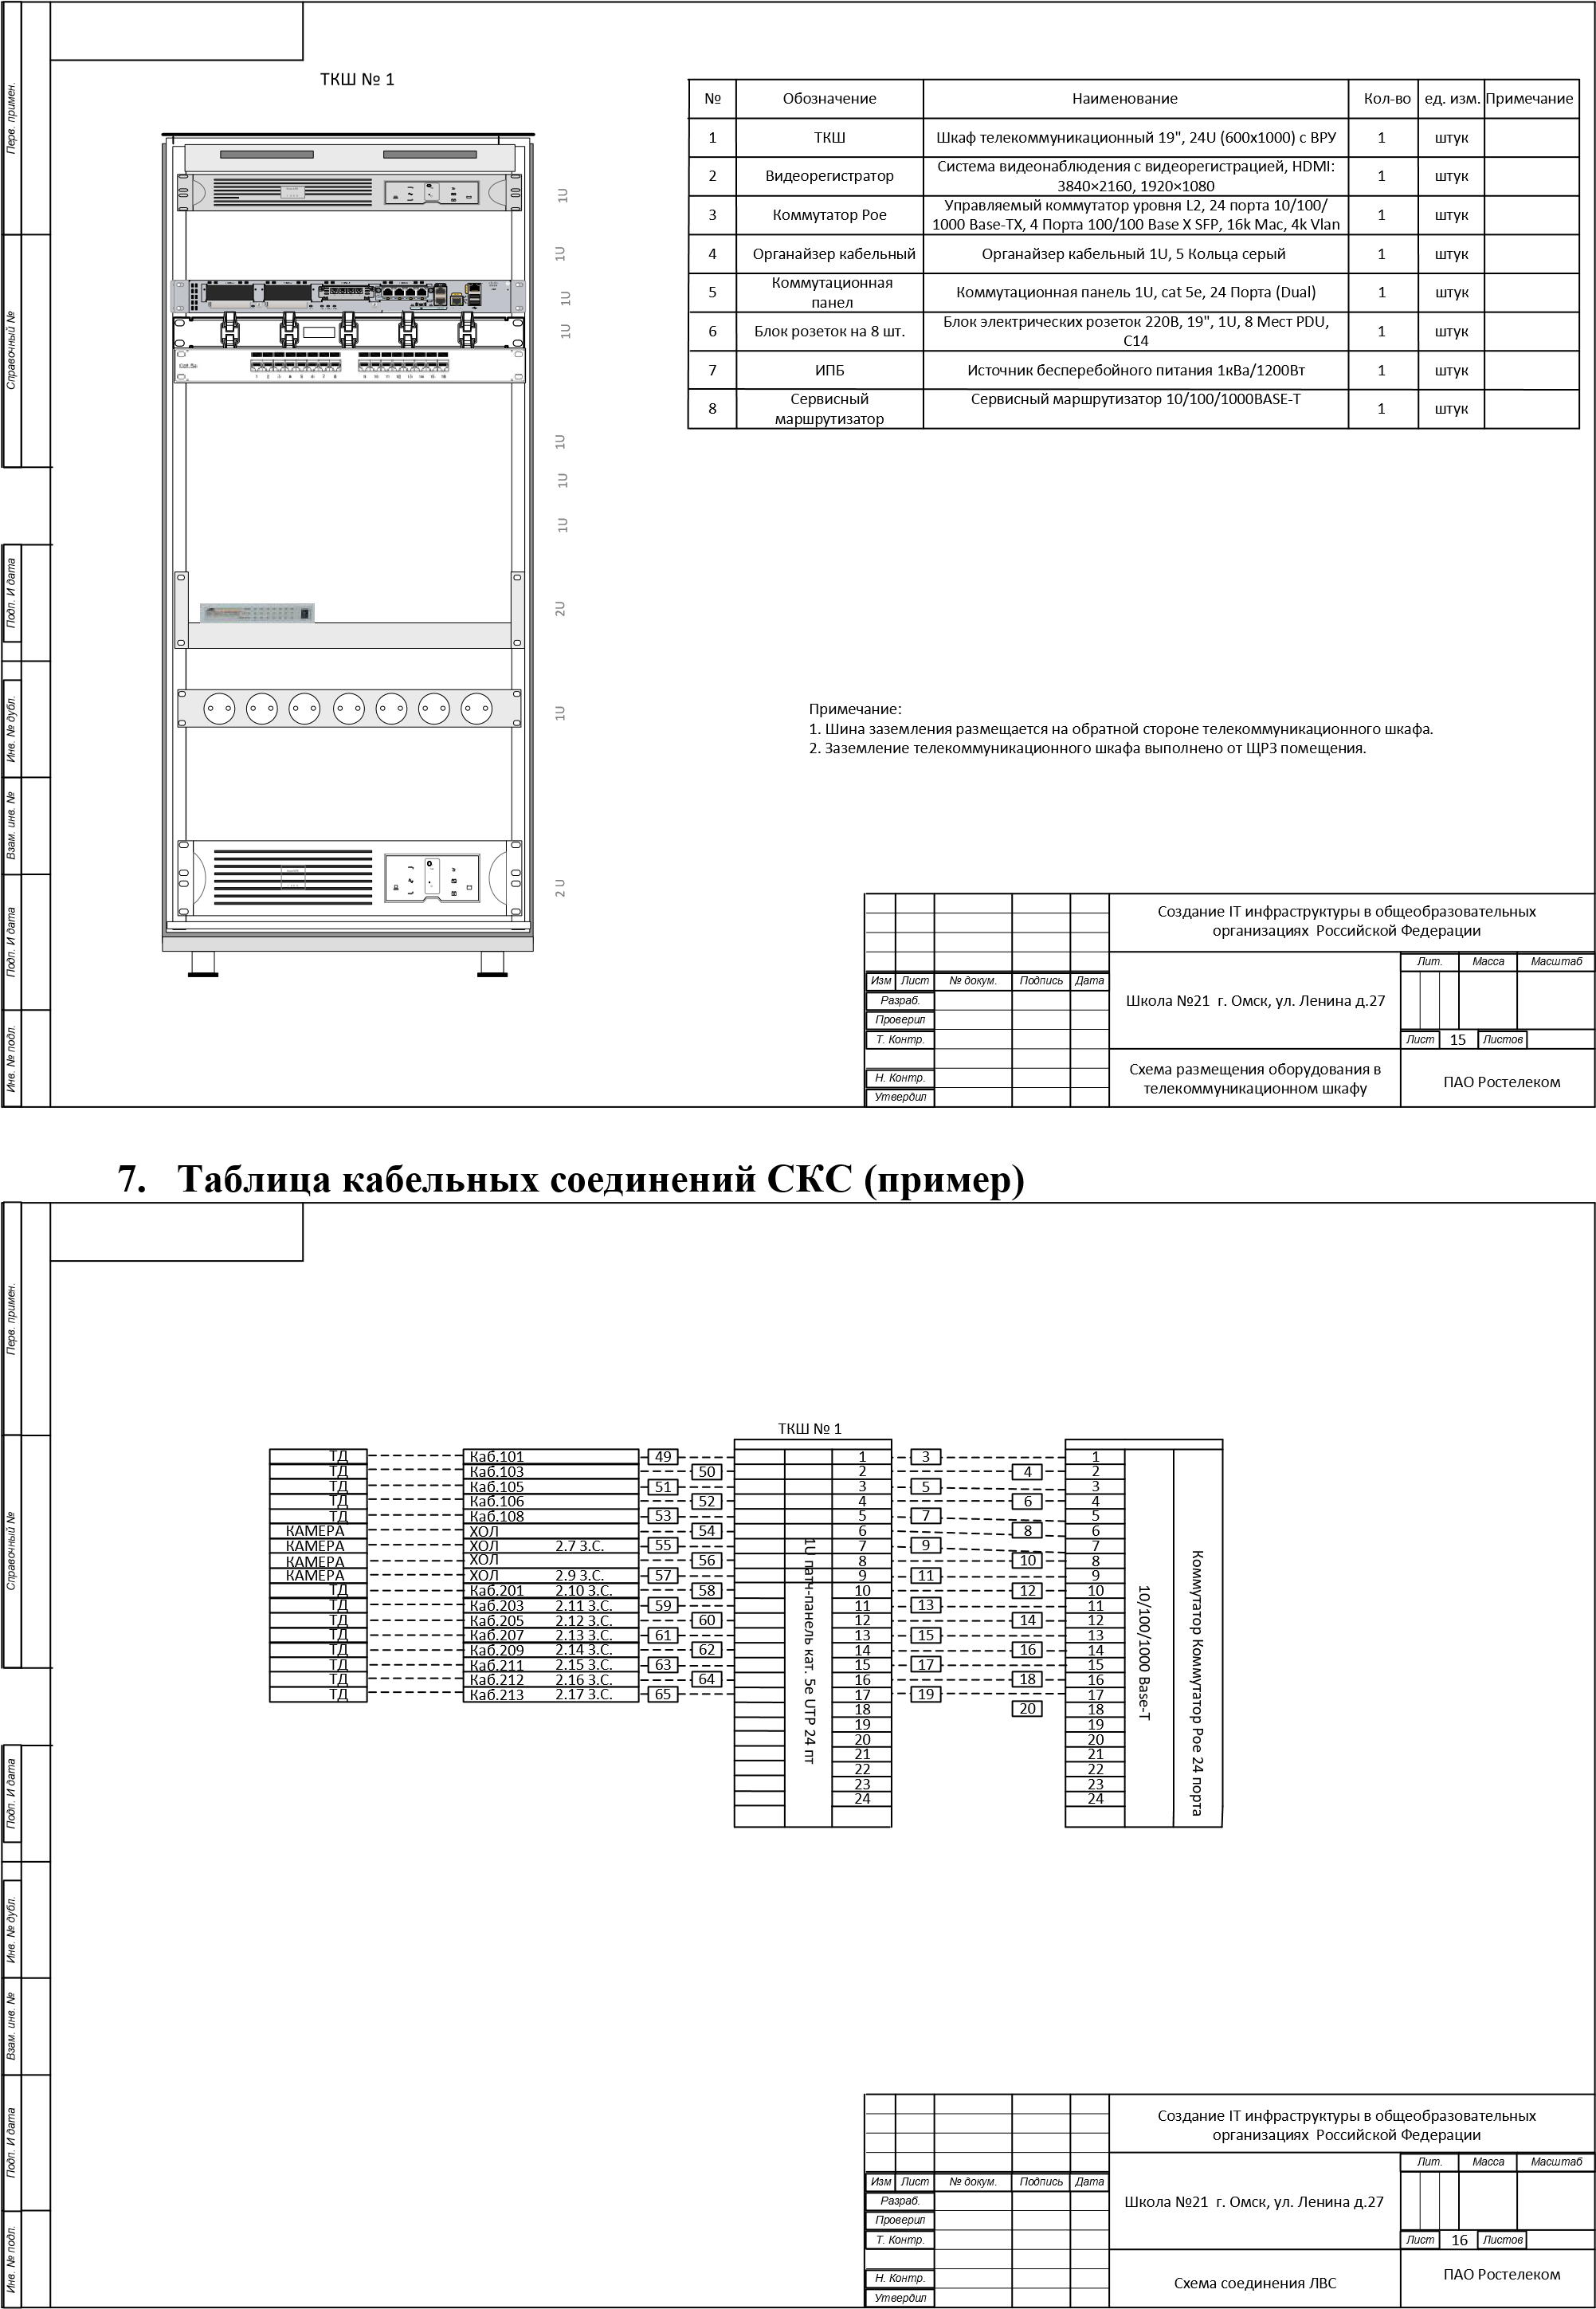 ТКШ № 1
№ Обозначение Наименование Кол-во ед. изм. Примечание
1 ТКШ Шкаф телекоммуникационный 19", 24U (600x1000) с ВРУ 1 штук
2 Видеорегистратор Система видеонаблюдения с видеорегистрацией, HDMI:
3840×2160, 1920×1080 1 штук
3 Коммутатор Poe Управляемый коммутатор уровня L2, 24 порта 10/100/
1000 Base-TX, 4 Порта 100/100 Base X SFP, 16k Mac, 4k Vlan 1 штук
4 Органайзер кабельный Органайзер кабельный 1U, 5 Кольца серый 1 штук
5 Коммутационная
панел Коммутационная панель 1U, cat 5e, 24 Порта (Dual) 1 штук
6 Блок розеток на 8 шт. Блок электрических розеток 220В, 19", 1U, 8 Мест PDU,
C14 1 штук
7 ИПБ Источник бесперебойного питания 1кВа/1200Вт 1 штук
8 Сервисный
маршрутизатор Сервисный маршрутизатор 10/100/1000BASE-T 1 штук
1U
1U
1U
1U
1U
1U
1U
2U
1U
2 U
Примечание:
1. Шина заземления размещается на обратной стороне телекоммуникационного шкафа.
2. Заземление телекоммуникационного шкафа выполнено от ЩРЗ помещения.
Перв. примен.
Справочный №
Подп. И дата
Инв. № дубл.
Взам. инв. №
Подп. И дата
Инв. № подл.
Создание IT инфраструктуры в общеобразовательных
организациях Российской Федерации
Изм Лист № докум. Подпись Дата
Разраб.
Проверил
Т. Контр.
Н. Контр.
Утвердил
Школа №21 г. Омск, ул. Ленина д.27
Лит. Масса Масштаб
Лист 15 Листов
Схема размещения оборудования в
телекоммуникационном шкафу
ПАО Ростелеком
7. Таблица кабельных соединений СКС (пример)
ТКШ № 1
ТД Каб.101 49 1 3 1
ТД Каб.103 50 2 4 2
ТД Каб.105 51 3 5 3
ТД Каб.106 52 4 6 4
ТД Каб.108 53 5 7 5
КАМЕРА ХОЛ 54 6 8 6
КАМЕРА ХОЛ 2.7 З.С. 55 7 9 7
КАМЕРА ХОЛ 56 8 10 8
КАМЕРА ХОЛ 2.9 З.С. 57 9 11 9
ТД Каб.201 2.10 З.С. 58 10 12 10
ТД Каб.203 2.11 З.С. 59 11 13 11
ТД Каб.205 2.12 З.С. 60 12 14 12
ТД Каб.207 2.13 З.С. 61 13 15 13
ТД Каб.209 2.14 З.С. 62 14 16 14
ТД Каб.211 2.15 З.С. 63 15 17 15
ТД Каб.212 2.16 З.С. 64 16 18 16
ТД Каб.213 2.17 З.С. 65 17 19 17
18 20 18
19 19
20 20
21 21
22 22
23 23
24 24
1U патч-панель кат. 5e UTP 24 пт
10/100/1000 Base-T
Коммутатор Коммутатор Poe 24 порта
Перв. примен.
Справочный №
Подп. И дата
Инв. № дубл.
Взам. инв. №
Подп. И дата
Инв. № подл.
Создание IT инфраструктуры в общеобразовательных
организациях Российской Федерации
Изм Лист № докум. Подпись Дата
Разраб.
Проверил
Т. Контр.
Н. Контр.
Утвердил
Школа №21 г. Омск, ул. Ленина д.27
Лит. Масса Масштаб
Лист 16 Листов
Схема соединения ЛВС
ПАО Ростелеком